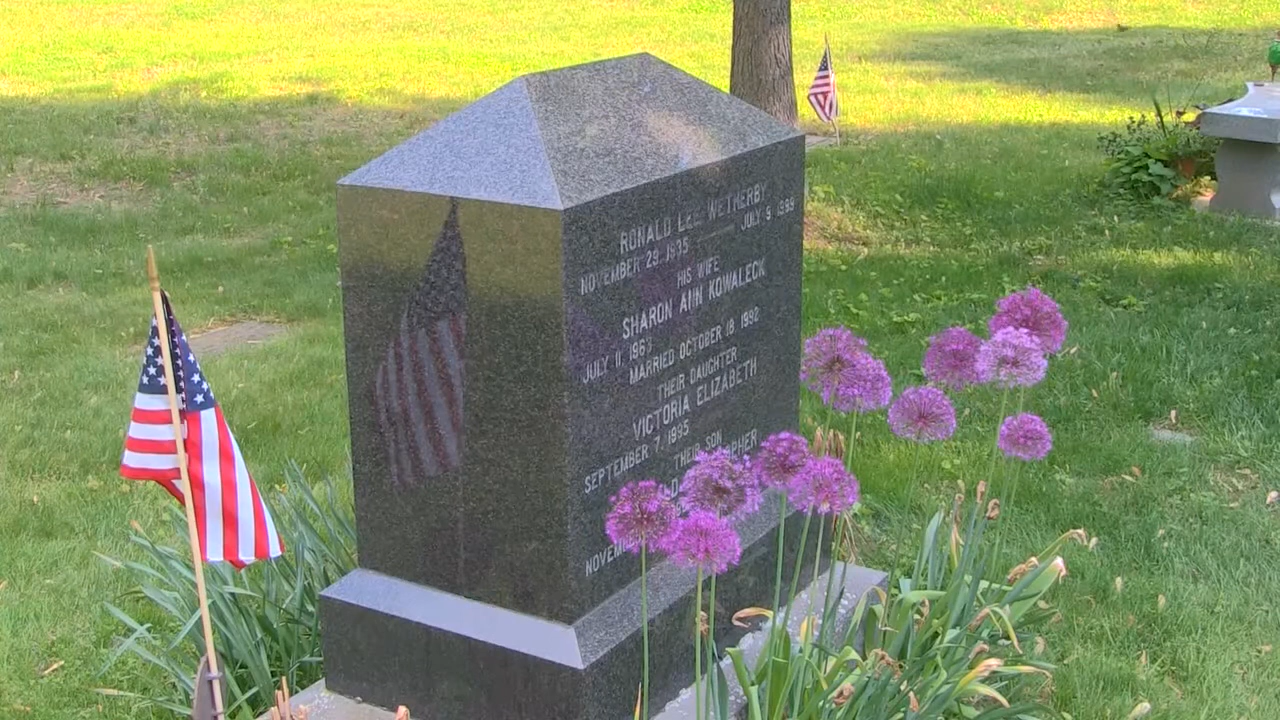 RONALD LEE WETHERBY
NOVEMBER 29, 1935 JULY 5, 1999
HIS WIFE
SHARON ANN KOWALECK
JULY 11, 1963
MARRIED OCTOBER 18, 1992
THEIR DAUGHTER
VICTORIA ELIZABETH
SEPTEMBER 7, 1995
THEIR SON